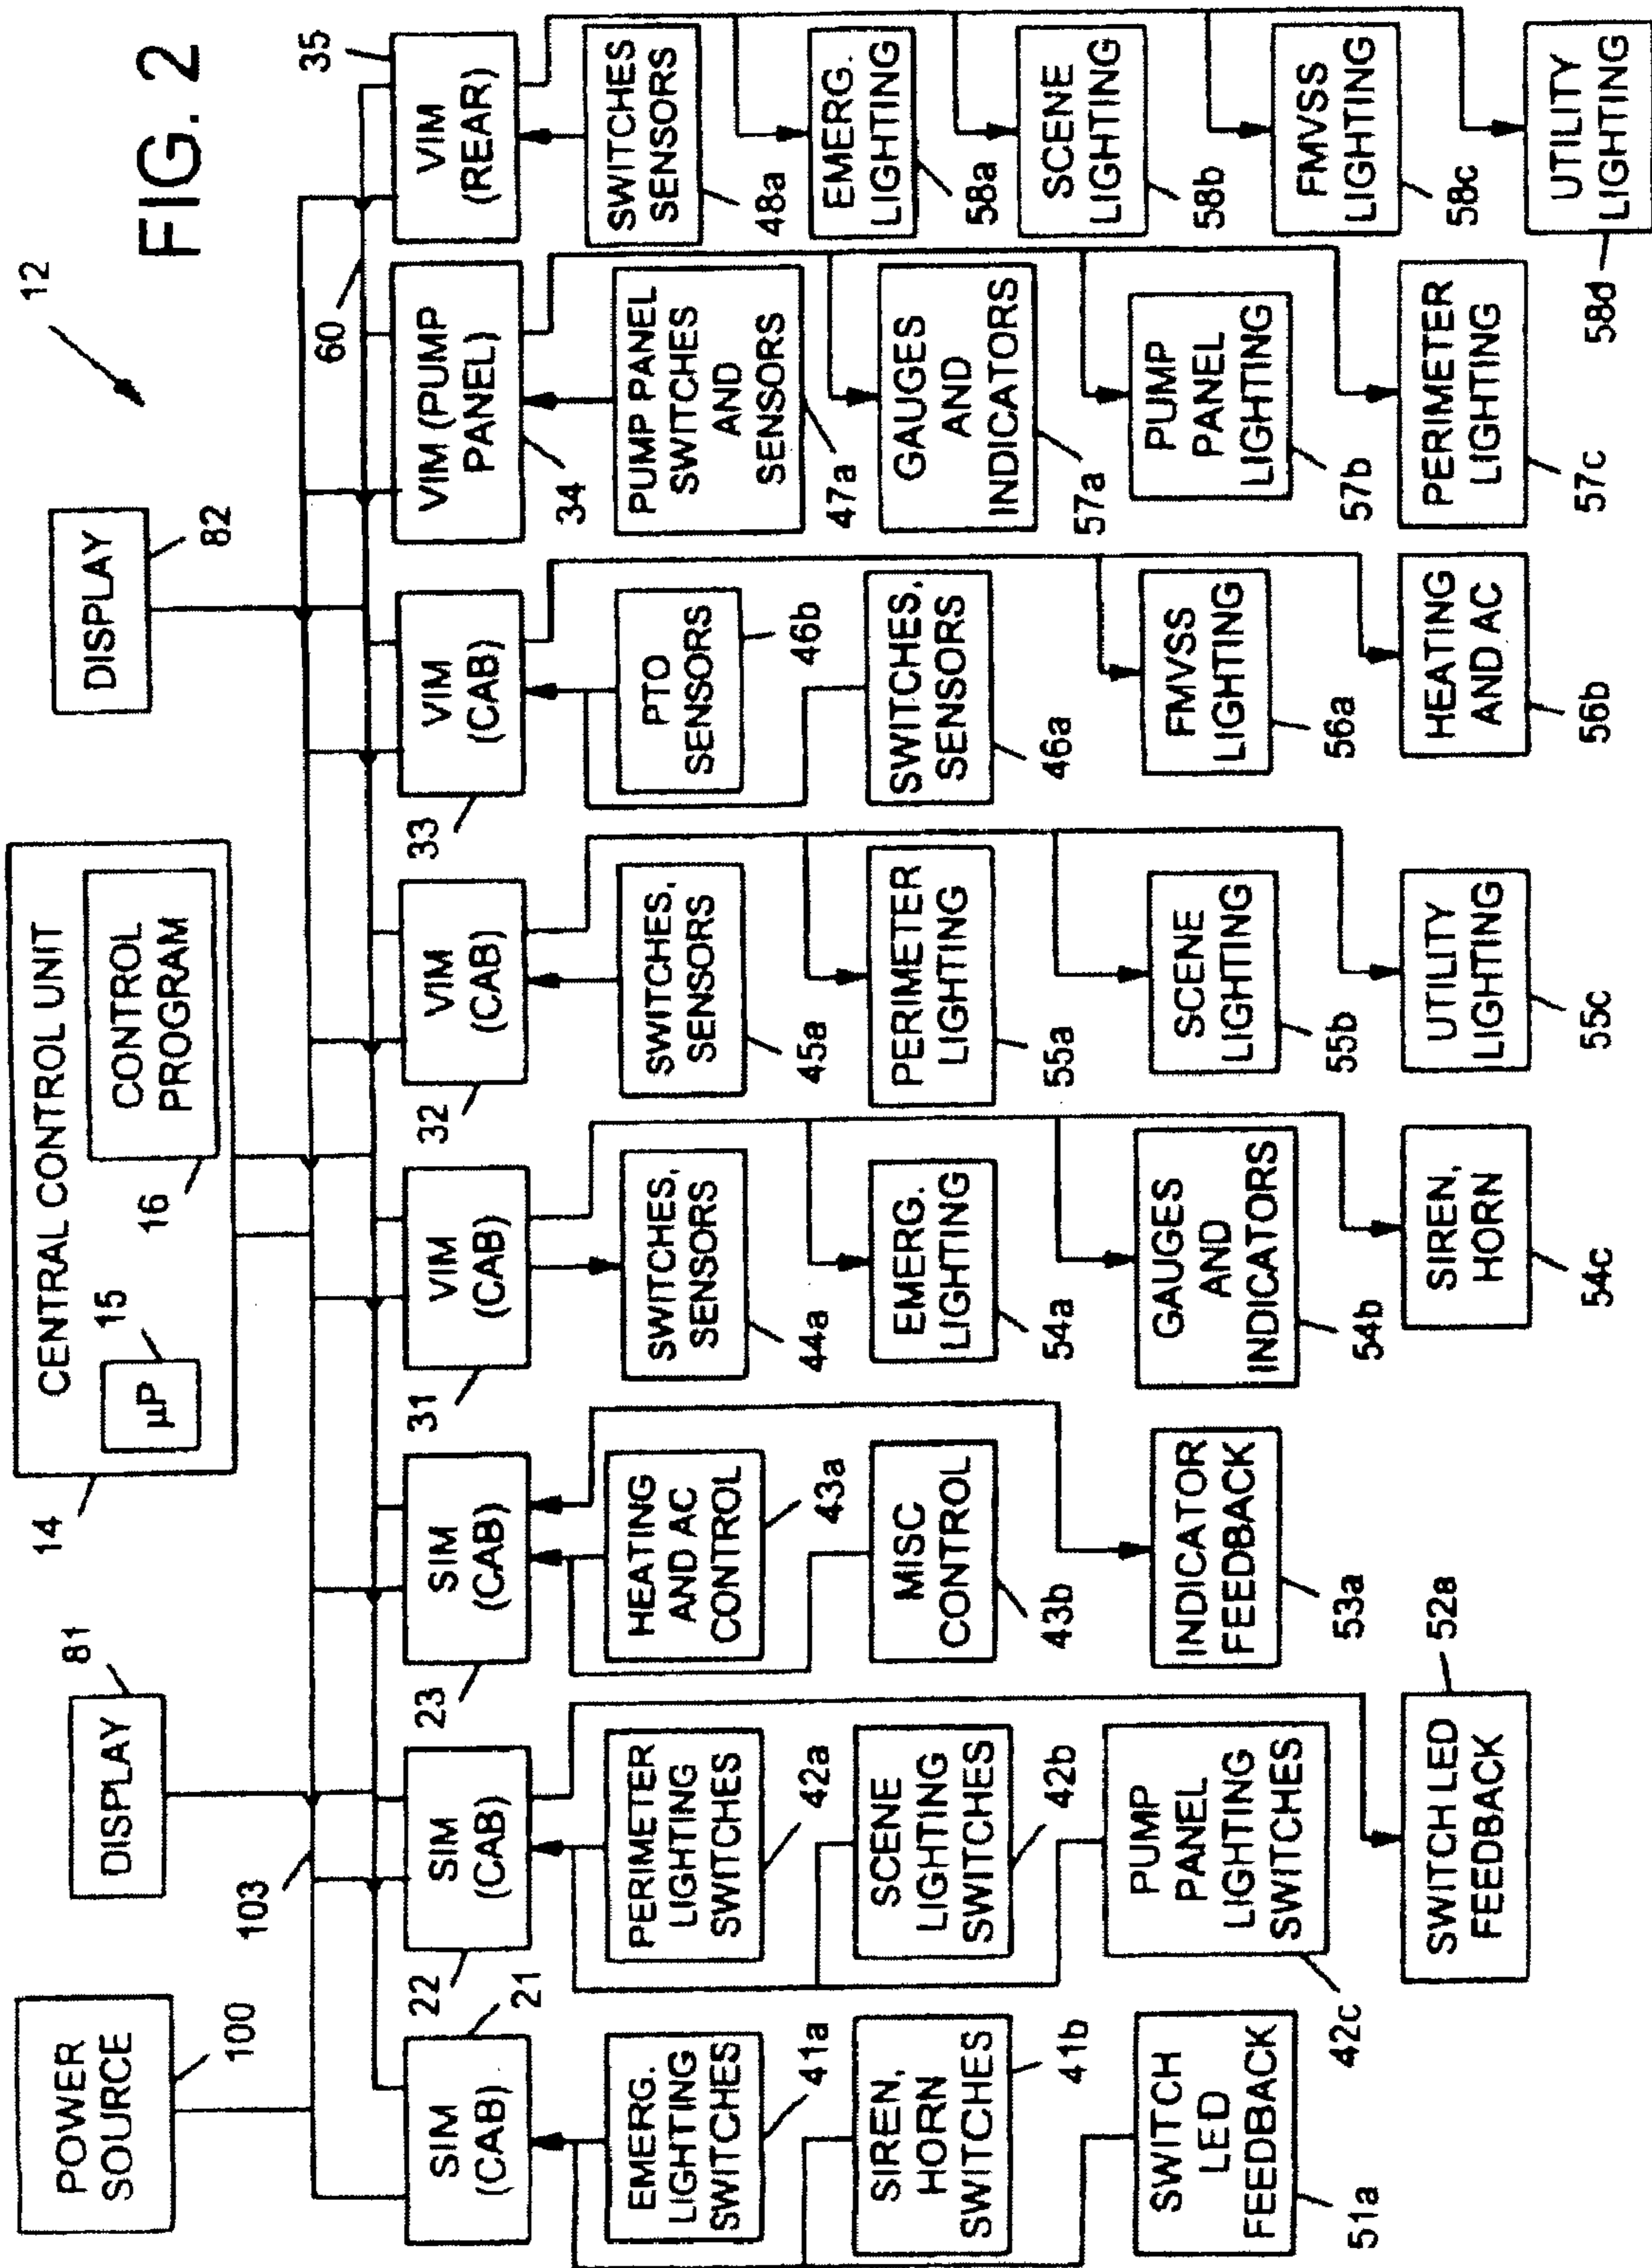 FIG. 2
12
POWER
SOURCE
100
DISPLAY
81
CENTRAL CONTROL UNIT
14
µP
15
CONTROL
PROGRAM
16
DISPLAY
82
103
60
SIM
(CAB)
21
EMERG.
LIGHTING
SWITCHES
41a
SIREN,
HORN
SWITCHES
41b
SWITCH
LED
FEEDBACK
51a
SIM
(CAB)
22
PERIMETER
LIGHTING
SWITCHES
42a
SCENE
LIGHTING
SWITCHES
42b
PUMP
PANEL
LIGHTING
SWITCHES
42c
SWITCH LED
FEEDBACK
52a
SIM
(CAB)
23
HEATING
AND AC
CONTROL
43a
MISC
CONTROL
43b
INDICATOR
FEEDBACK
53a
VIM
(CAB)
31
SWITCHES,
SENSORS
44a
EMERG.
LIGHTING
54a
GAUGES
AND
INDICATORS
54b
SIREN,
HORN
54c
VIM
(CAB)
32
SWITCHES,
SENSORS
45a
PERIMETER
LIGHTING
55a
SCENE
LIGHTING
55b
UTILITY
LIGHTING
55c
VIM
(CAB)
33
PTO
SENSORS
46b
SWITCHES,
SENSORS
46a
FMVSS
LIGHTING
56a
HEATING
AND AC
56b
VIM (PUMP
PANEL)
34
PUMP PANEL
SWITCHES
AND
SENSORS
47a
GAUGES
AND
INDICATORS
57a
PUMP
PANEL
LIGHTING
57b
PERIMETER
LIGHTING
57c
VIM
(REAR)
35
SWITCHES
SENSORS
48a
EMERG.
LIGHTING
58a
SCENE
LIGHTING
58b
FMVSS
LIGHTING
58c
UTILITY
LIGHTING
58d